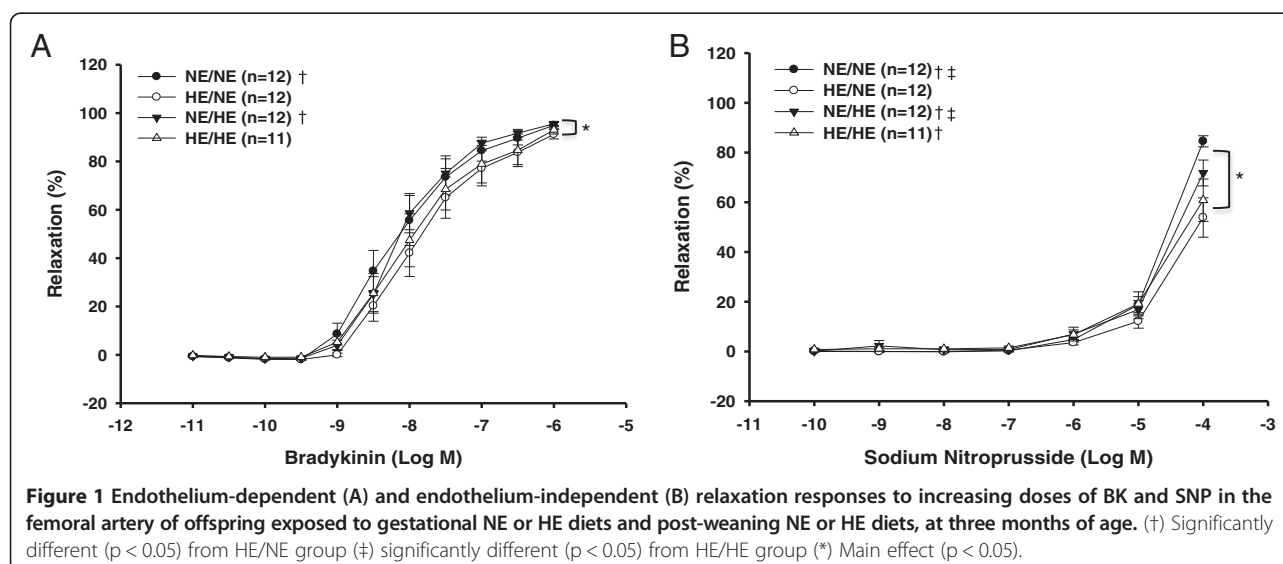 A
120
100
80
60
40
20
0
-20
Relaxation (%)
NE/NE (n=12) †
HE/NE (n=12)
NE/HE (n=12) †
HE/HE (n=11)
*
-12 -11 -10 -9 -8 -7 -6 -5
Bradykinin (Log M)
B
120
100
80
60
40
20
0
-20
Relaxation (%)
NE/NE (n=12) † ‡
HE/NE (n=12)
NE/HE (n=12) † ‡
HE/HE (n=11) †
*
-11 -10 -9 -8 -7 -6 -5 -4 -3
Sodium Nitroprusside (Log M)
Figure 1 Endothelium-dependent (A) and endothelium-independent (B) relaxation responses to increasing doses of BK and SNP in the
femoral artery of offspring exposed to gestational NE or HE diets and post-weaning NE or HE diets, at three months of age. (†) Significantly
different (p < 0.05) from HE/NE group (‡) significantly different (p < 0.05) from HE/HE group (*) Main effect (p < 0.05).